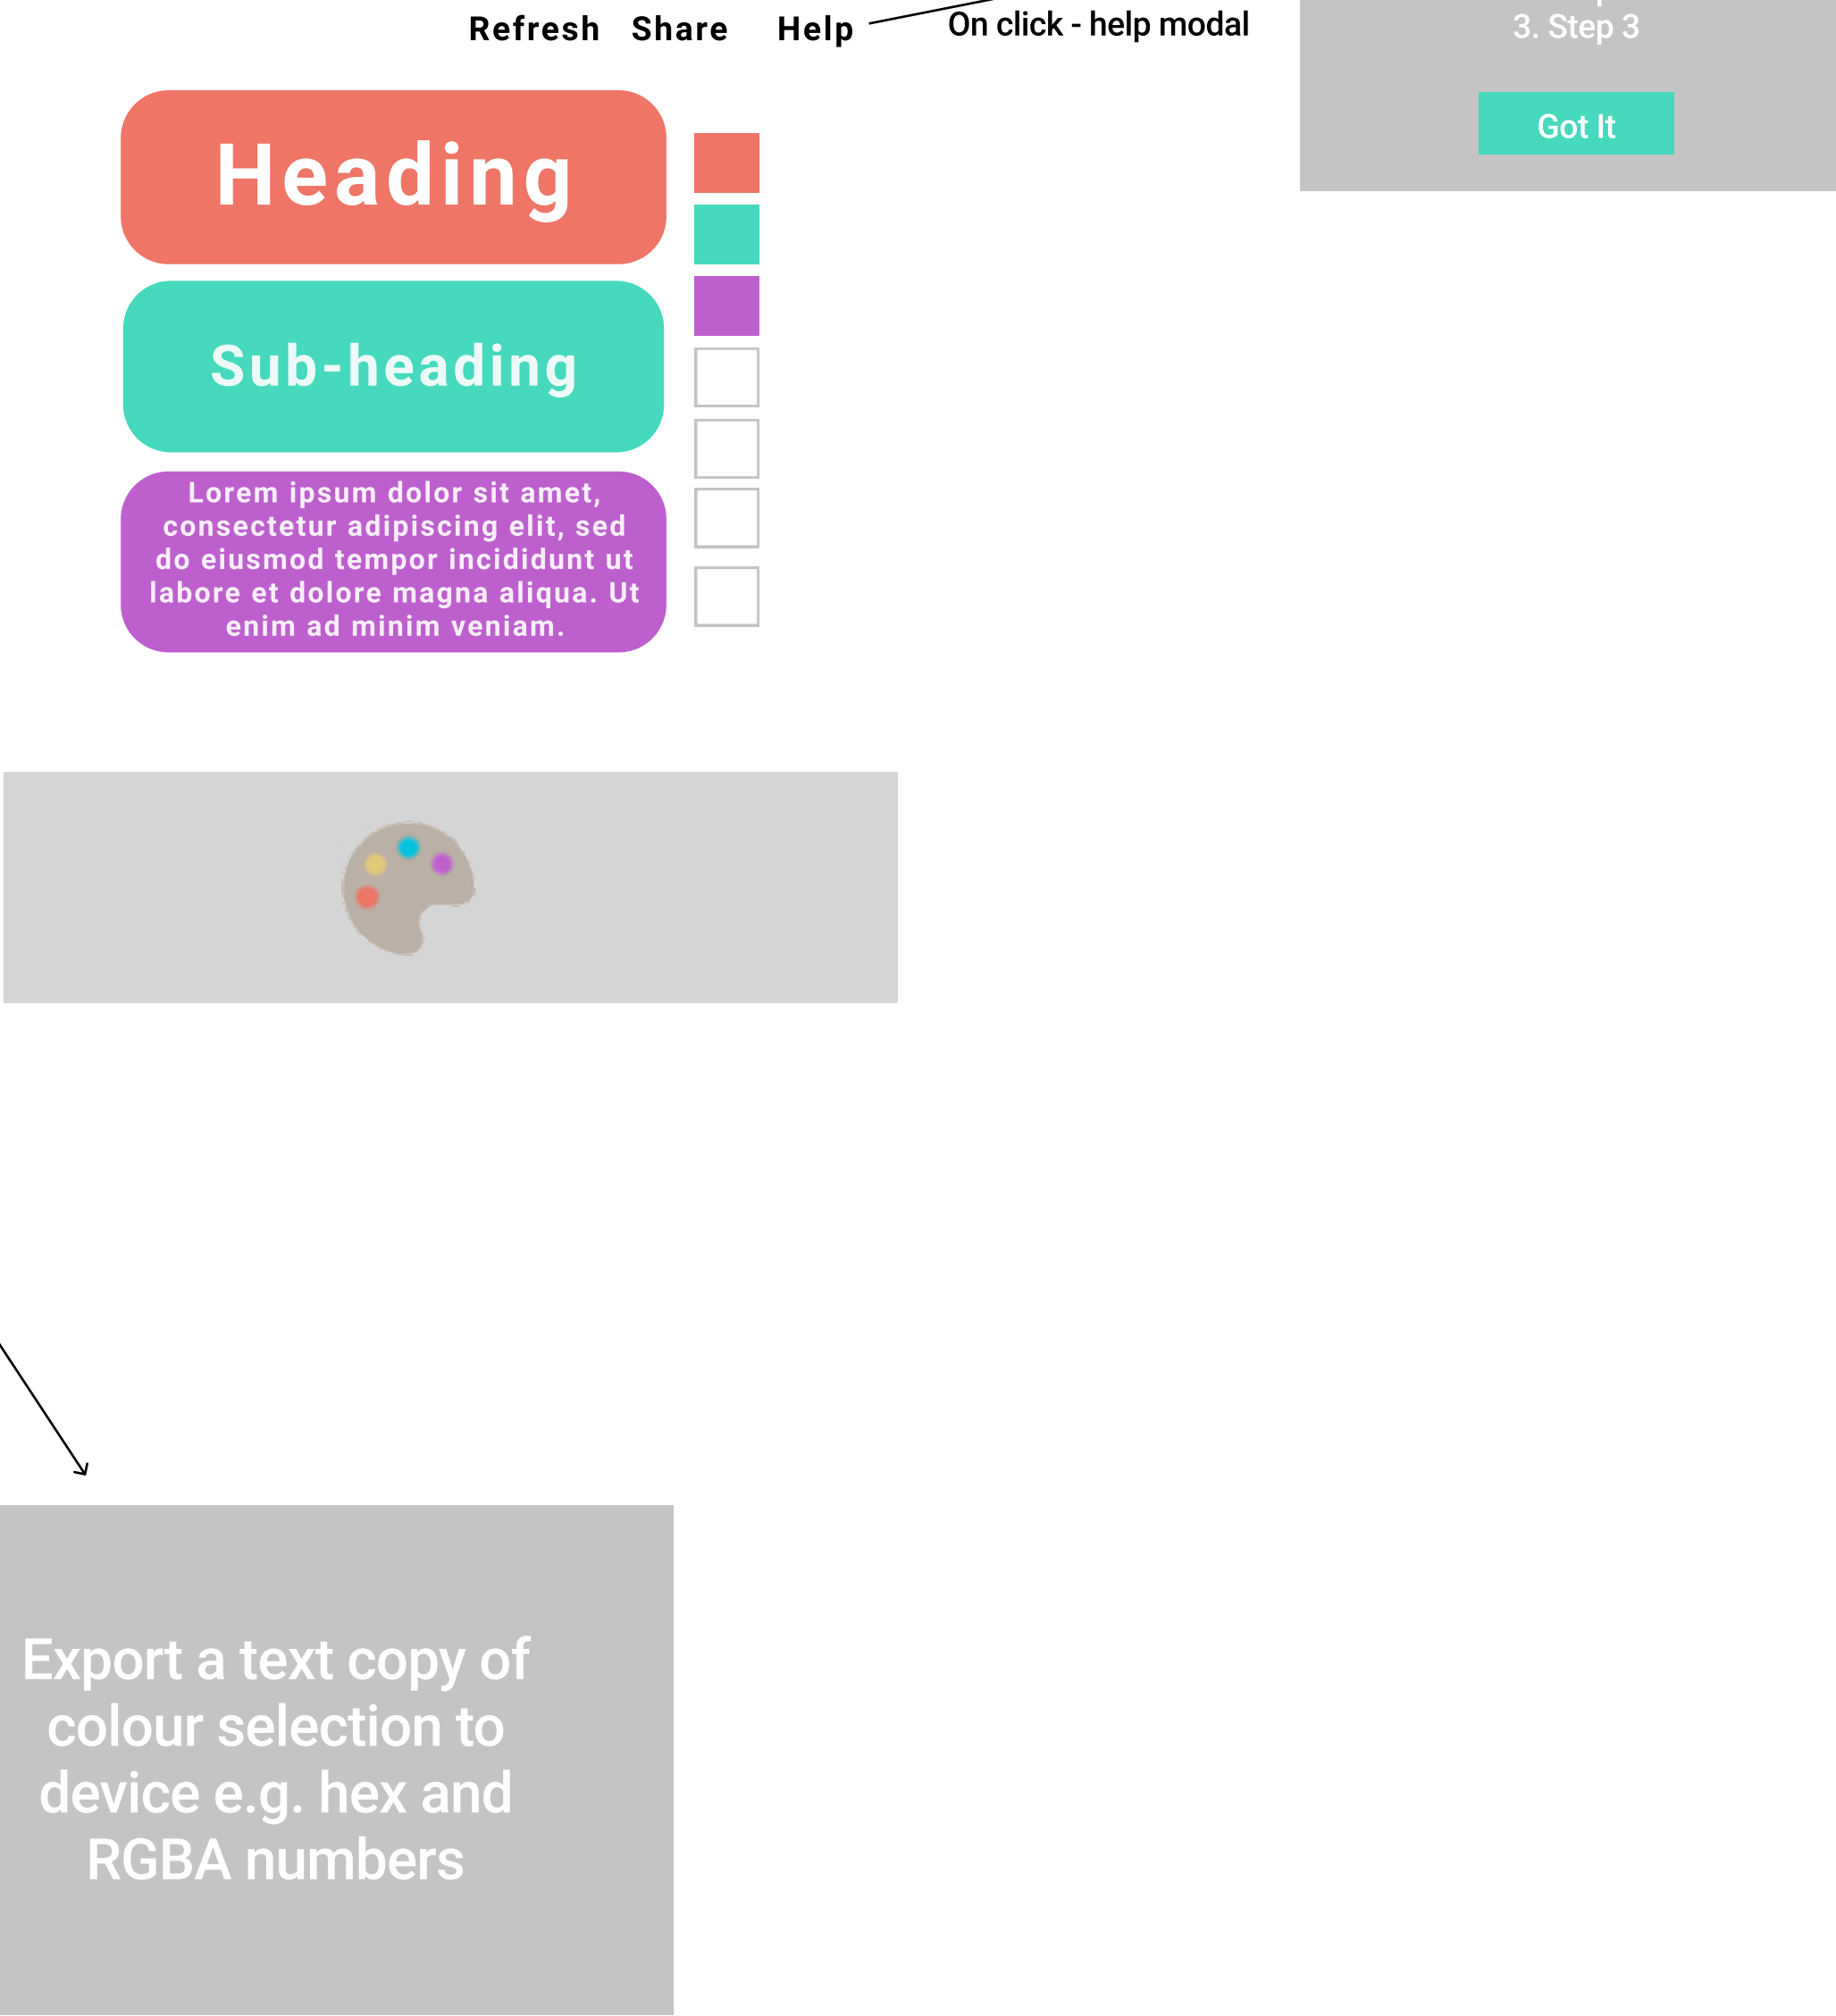 Refresh Share Help
On click - help modal
3. Step 3
Got It
Heading
Sub-heading
Lorem ipsum dolor sit amet,
consectetur adipiscing elit, sed
do eiusmod tempor incididunt ut
labore et dolore magna aliqua. Ut
enim ad minim veniam.
Export a text copy of
colour selection to
device e.g. hex and
RGBA numbers